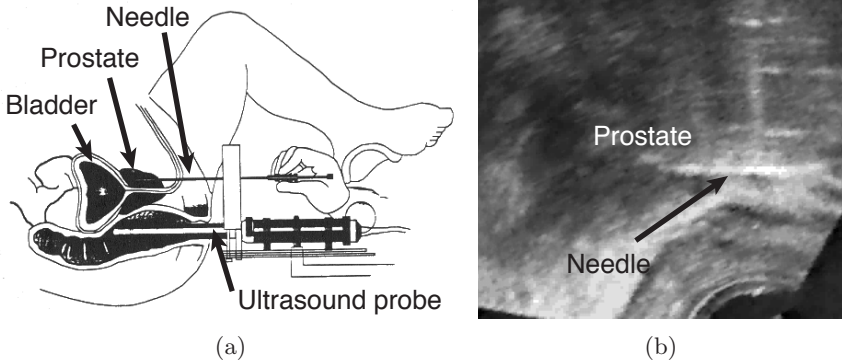 Needle
Prostate
Bladder
Ultrasound probe
(a)
Prostate
Needle
(b)